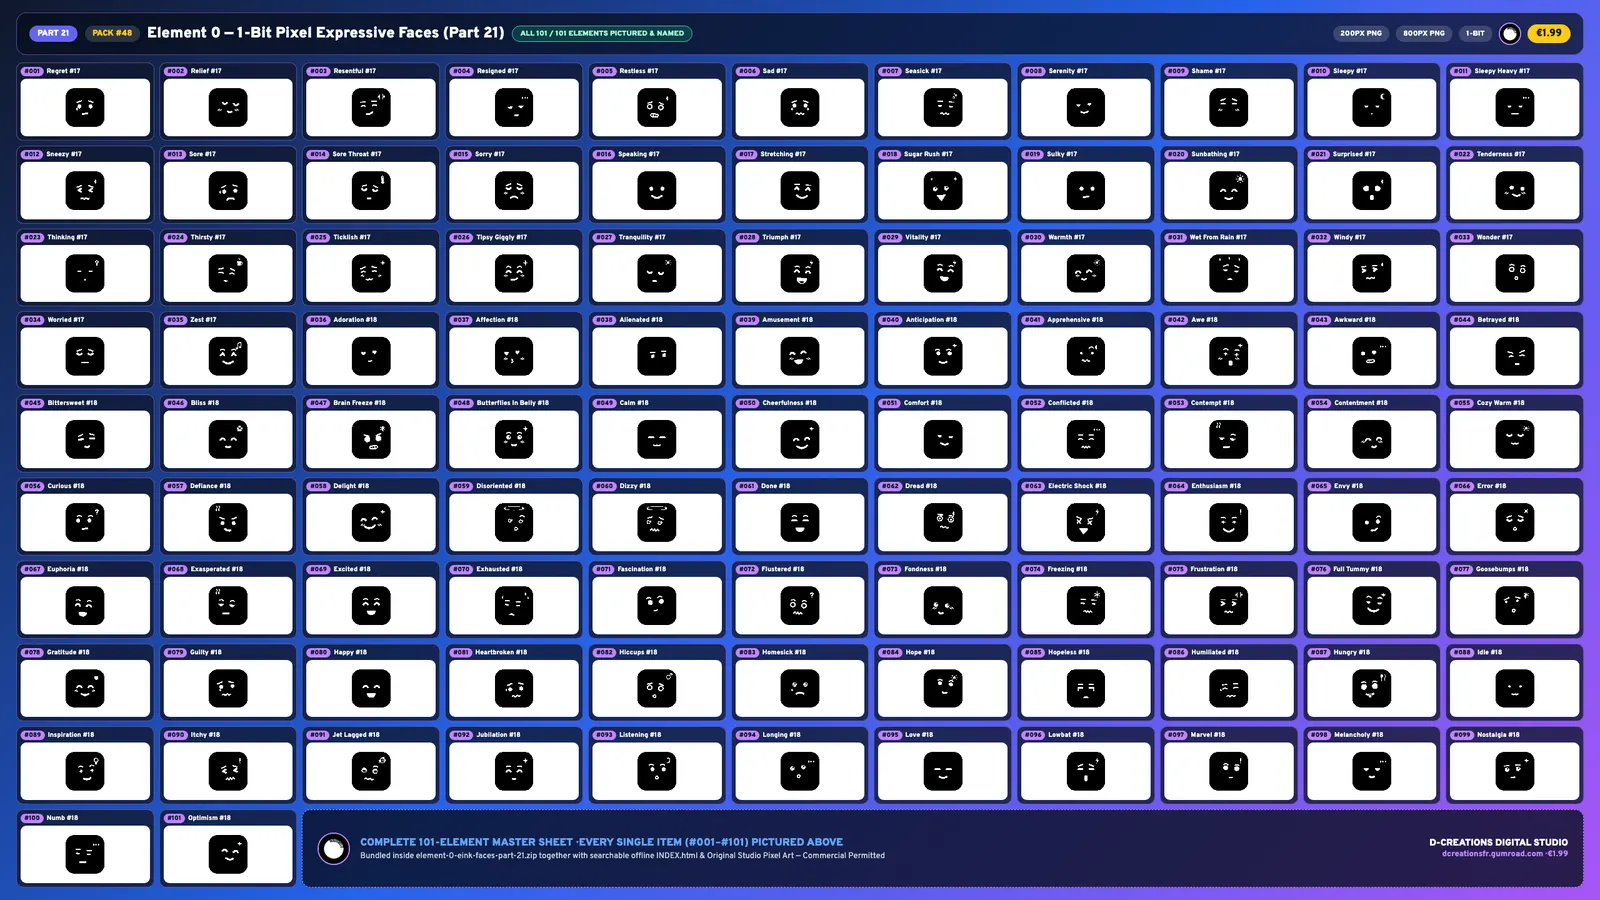 PART 21 PACK #48 Element 0 – 1-Bit Pixel Expressive Faces (Part 21) ALL 101 / 101 ELEMENTS PICTURED & NAMED 200PX PNG 800PX PNG 1-BIT €1.99
#001 Regret #17 #002 Relief #17 #003 Resentful #17 #004 Resigned #17 #005 Restless #17 #006 Sad #17 #007 Seasick #17 #008 Serenity #17 #009 Shame #17 #010 Sleepy #17 #011 Sleepy Heavy #17
#012 Sneezy #17 #013 Sore #17 #014 Sore Throat #17 #015 Sorry #17 #016 Speaking #17 #017 Stretching #17 #018 Sugar Rush #17 #019 Sulky #17 #020 Sunbathing #17 #021 Surprised #17 #022 Tenderness #17
#023 Thinking #17 #024 Thirsty #17 #025 Ticklish #17 #026 Tipsy Giggly #17 #027 Tranquility #17 #028 Triumph #17 #029 Vitality #17 #030 Warmth #17 #031 Wet From Rain #17 #032 Windy #17 #033 Wonder #17
#034 Worried #17 #035 Zest #17 #036 Adoration #18 #037 Affection #18 #038 Alienated #18 #039 Amusement #18 #040 Anticipation #18 #041 Apprehensive #18 #042 Awe #18 #043 Awkward #18 #044 Betrayed #18
#045 Bittersweet #18 #046 Bliss #18 #047 Brain Freeze #18 #048 Butterflies In Belly #18 #049 Calm #18 #050 Cheerfulness #18 #051 Comfort #18 #052 Conflicted #18 #053 Contempt #18 #054 Contentment #18 #055 Cozy Warm #18
#056 Curious #18 #057 Defiance #18 #058 Delight #18 #059 Disoriented #18 #060 Dizzy #18 #061 Done #18 #062 Dread #18 #063 Electric Shock #18 #064 Enthusiasm #18 #065 Envy #18 #066 Error #18
#067 Euphoria #18 #068 Exasperated #18 #069 Excited #18 #070 Exhausted #18 #071 Fascination #18 #072 Flustered #18 #073 Fondness #18 #074 Freezing #18 #075 Frustration #18 #076 Full Tummy #18 #077 Goosebumps #18
#078 Gratitude #18 #079 Guilty #18 #080 Happy #18 #081 Heartbroken #18 #082 Hiccups #18 #083 Homesick #18 #084 Hope #18 #085 Hopeless #18 #086 Humiliated #18 #087 Hungry #18 #088 Idle #18
#089 Inspiration #18 #090 Itchy #18 #091 Jet Lagged #18 #092 Jubilation #18 #093 Listening #18 #094 Longing #18 #095 Love #18 #096 Lowbat #18 #097 Marvel #18 #098 Melancholy #18 #099 Nostalgia #18
#100 Numb #18 #101 Optimism #18
COMPLETE 101-ELEMENT MASTER SHEET · EVERY SINGLE ITEM (#001–#101) PICTURED ABOVE
Bundled inside element-0-eink-faces-part-21.zip together with searchable offline INDEX.html & Original Studio Pixel Art — Commercial Permitted
D-CREATIONS DIGITAL STUDIO
dcreationsfr.gumroad.com · €1.99